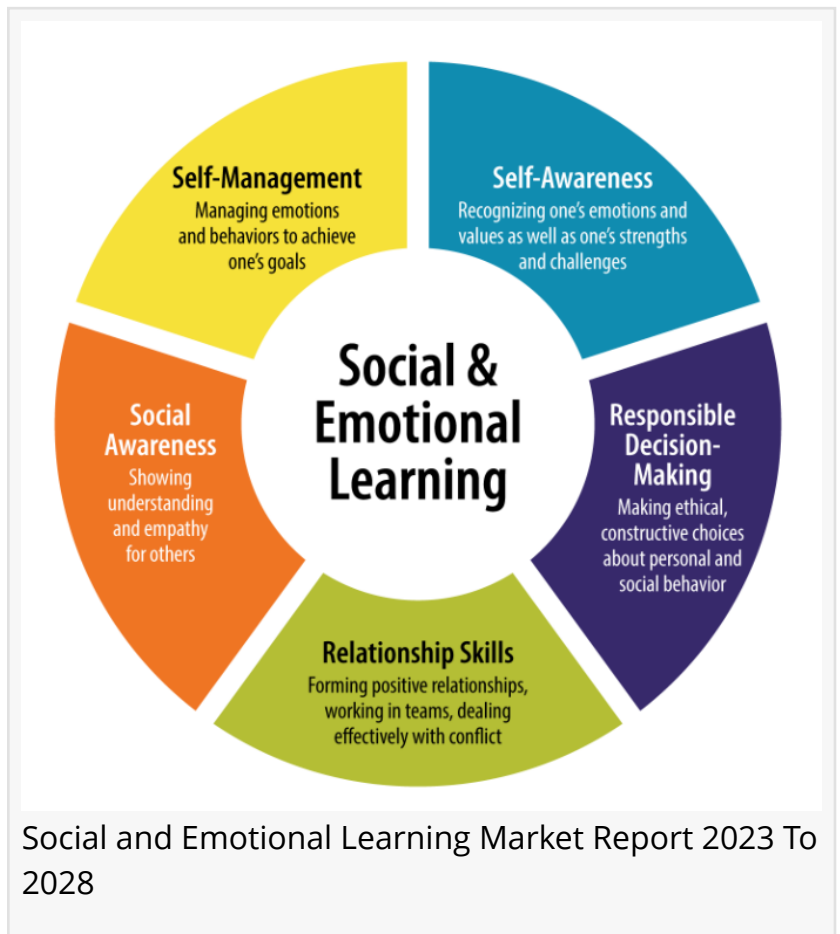 Self-Management
Managing emotions
and behaviors to achieve
one's goals
Self-Awareness
Recognizing one's emotions and
values as well as one's strengths
and challenges
Social
Awareness
Showing
understanding
and empathy
for others
Social &
Emotional
Learning
Responsible
Decision-
Making
Making ethical,
constructive choices
about personal and
social behavior
Relationship Skills
Forming positive relationships,
working in teams, dealing
effectively with conflict
Social and Emotional Learning Market Report 2023 To
2028